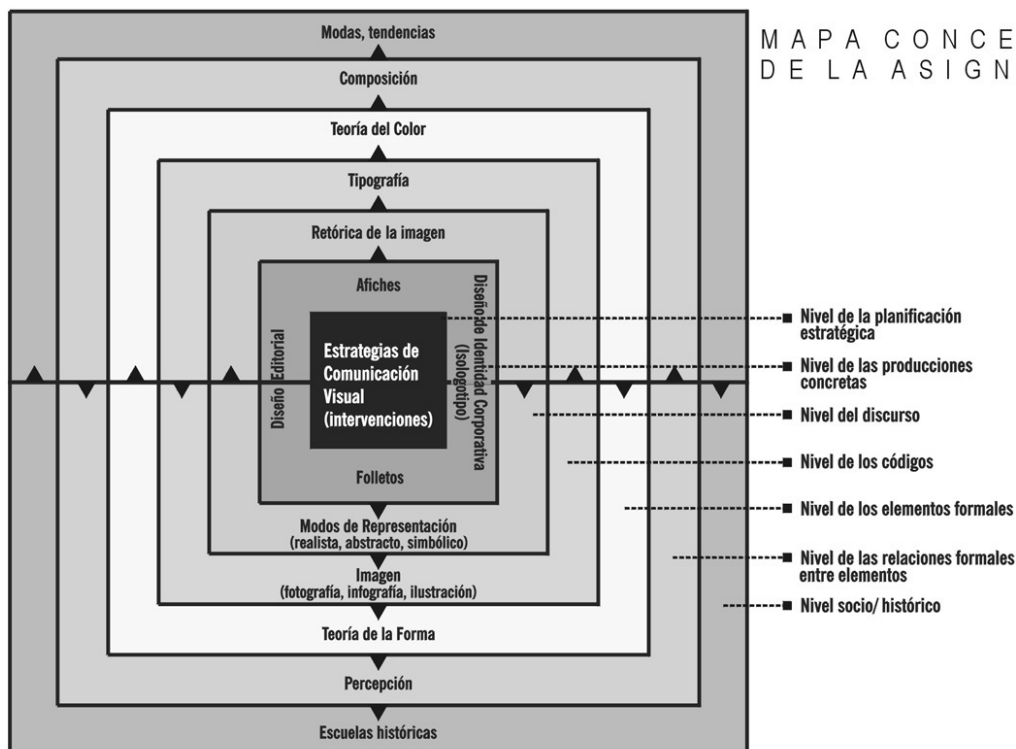 MAPA CONCE
DE LA ASIGN
Modas, tendencias
Composición
Teoría del Color
Tipografía
Retórica de la imagen
Afiches
Diseño Editorial
Estrategias de
Comunicación
Visual
(intervenciones)
Diseño de Identidad Corporativa
(Isologotipo)
Folletos
Modos de Representación
(realista, abstracto, simbólico)
Imagen
(fotografía, infografía, ilustración)
Teoría de la Forma
Percepción
Escuelas históricas
Nivel de la planificación
estratégica
Nivel de las producciones
concretas
Nivel del discurso
Nivel de los códigos
Nivel de los elementos formales
Nivel de las relaciones formales
entre elementos
Nivel socio/ histórico